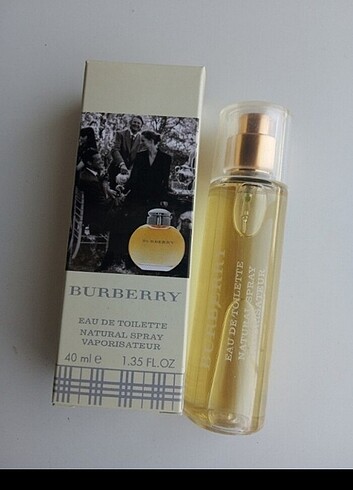 BURBERRY
BURBERRY
EAU DE TOILETTE
NATURAL SPRAY
VAPORISATEUR
40 ml e 1.35 FL.OZ
BURBERRY
EAU DE TOILETTE
NATURAL SPRAY
VAPORISATEUR